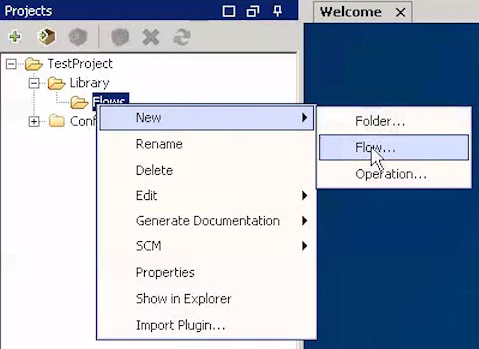 Projects
Welcome
TestProject
Library
Flows
New
Folder...
Flow...
Operation...
Rename
Delete
Edit
Generate Documentation
SCM
Properties
Show in Explorer
Import Plugin...